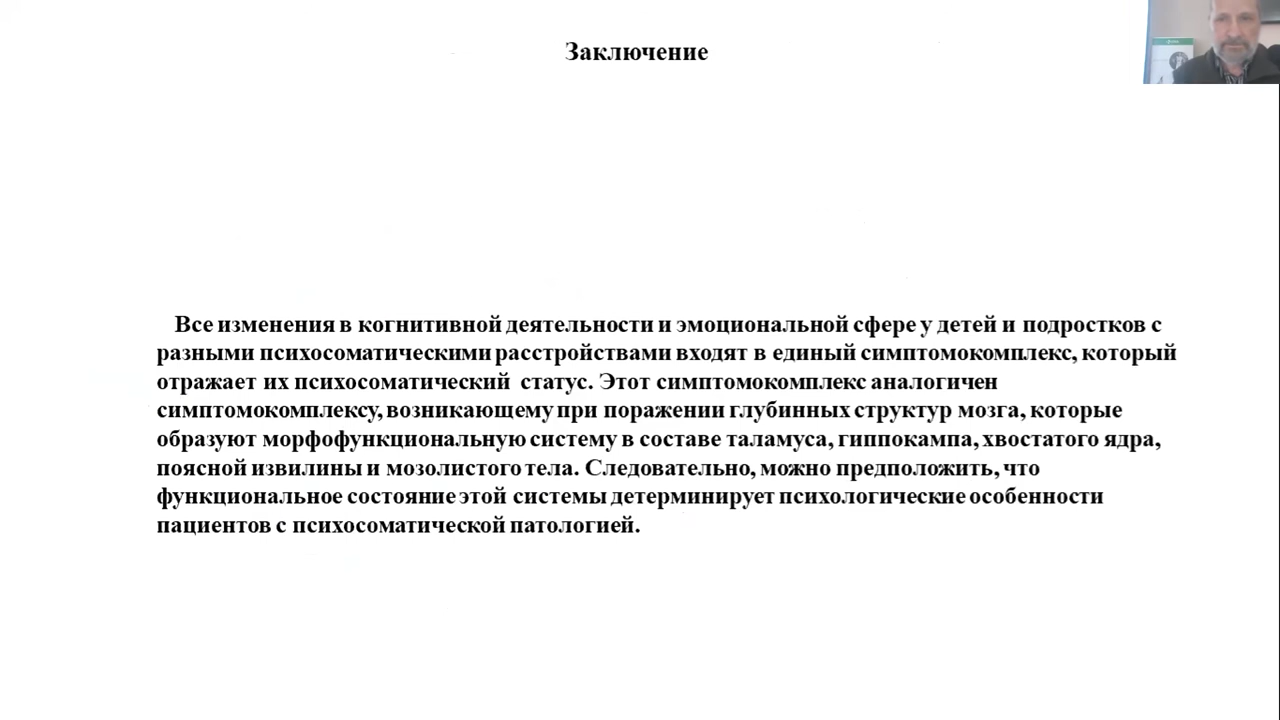 Заключение
Все изменения в когнитивной деятельности и эмоциональной сфере у детей и подростков с
разными психосоматическими расстройствами входят в единый симптомокомплекс, который
отражает их психосоматический статус. Этот симптомокомплекс аналогичен
симптомокомплексу, возникающему при поражении глубинных структур мозга, которые
образуют морфофункциональную систему в составе таламуса, гиппокампа, хвостатого ядра,
поясной извилины и мозолистого тела. Следовательно, можно предположить, что
функциональное состояние этой системы детерминирует психологические особенности
пациентов с психосоматической патологией.